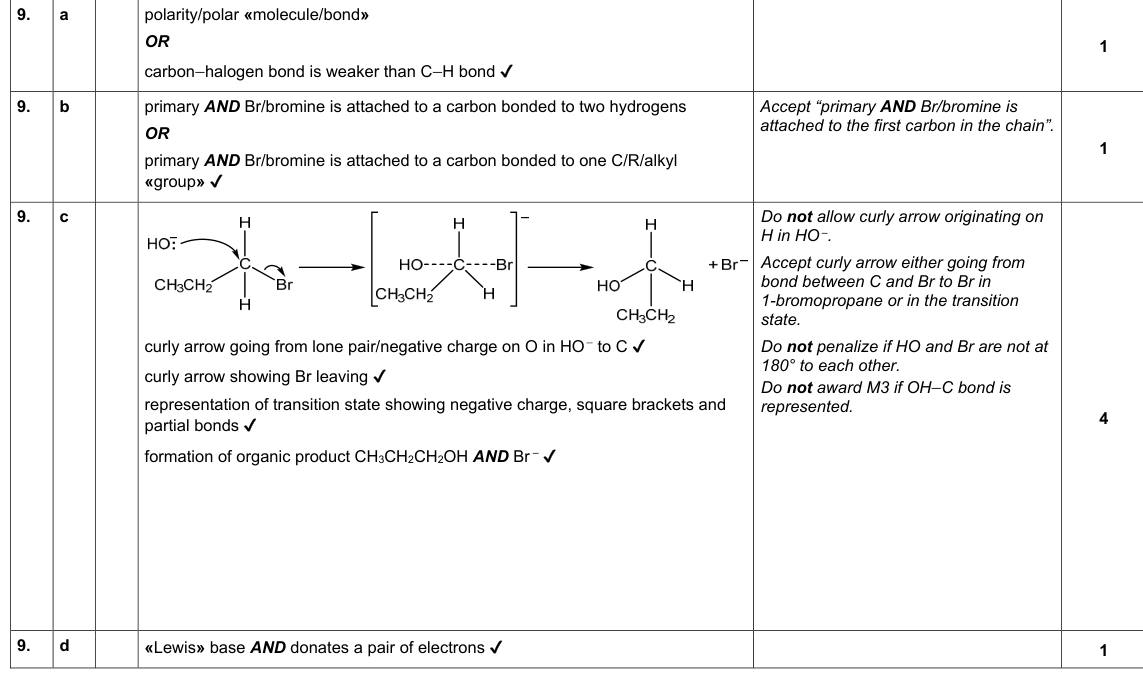 9. a polarity/polar «molecule/bond»
OR
1
carbon–halogen bond is weaker than C–H bond ✓
9. b primary AND Br/bromine is attached to a carbon bonded to two hydrogens
OR
primary AND Br/bromine is attached to a carbon bonded to one C/R/alkyl
«group» ✓
Accept “primary AND Br/bromine is
attached to the first carbon in the chain”.
1
9. c
H
HO:⁻
C
CH₃CH₂
Br
H
H
HO----C----Br
CH₃CH₂
H
–
H
C
HO
H
CH₃CH₂
+ Br⁻
curly arrow going from lone pair/negative charge on O in HO⁻ to C ✓
curly arrow showing Br leaving ✓
representation of transition state showing negative charge, square brackets and
partial bonds ✓
formation of organic product CH₃CH₂CH₂OH AND Br⁻ ✓
Do not allow curly arrow originating on
H in HO⁻.
Accept curly arrow either going from
bond between C and Br to Br in
1-bromopropane or in the transition
state.
Do not penalize if HO and Br are not at
180° to each other.
Do not award M3 if OH–C bond is
represented.
4
9. d «Lewis» base AND donates a pair of electrons ✓
1